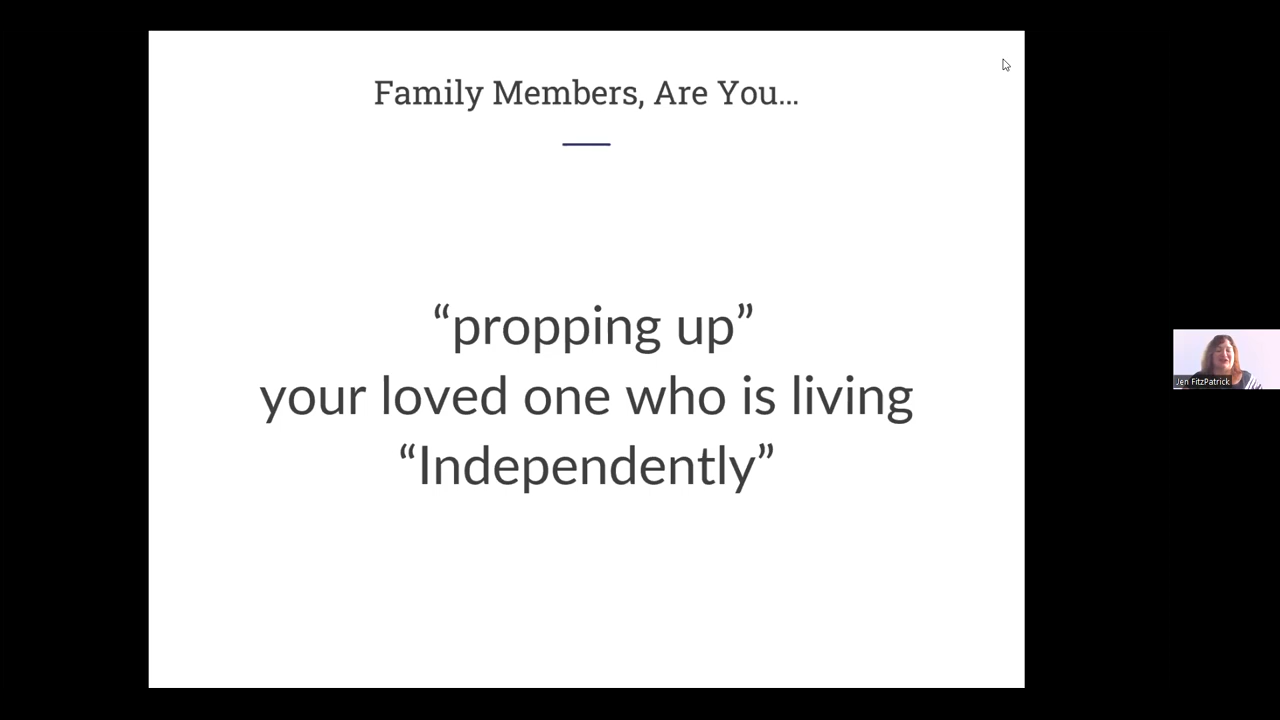 Family Members, Are You...
“propping up”
your loved one who is living
“Independently”
Jen FitzPatrick